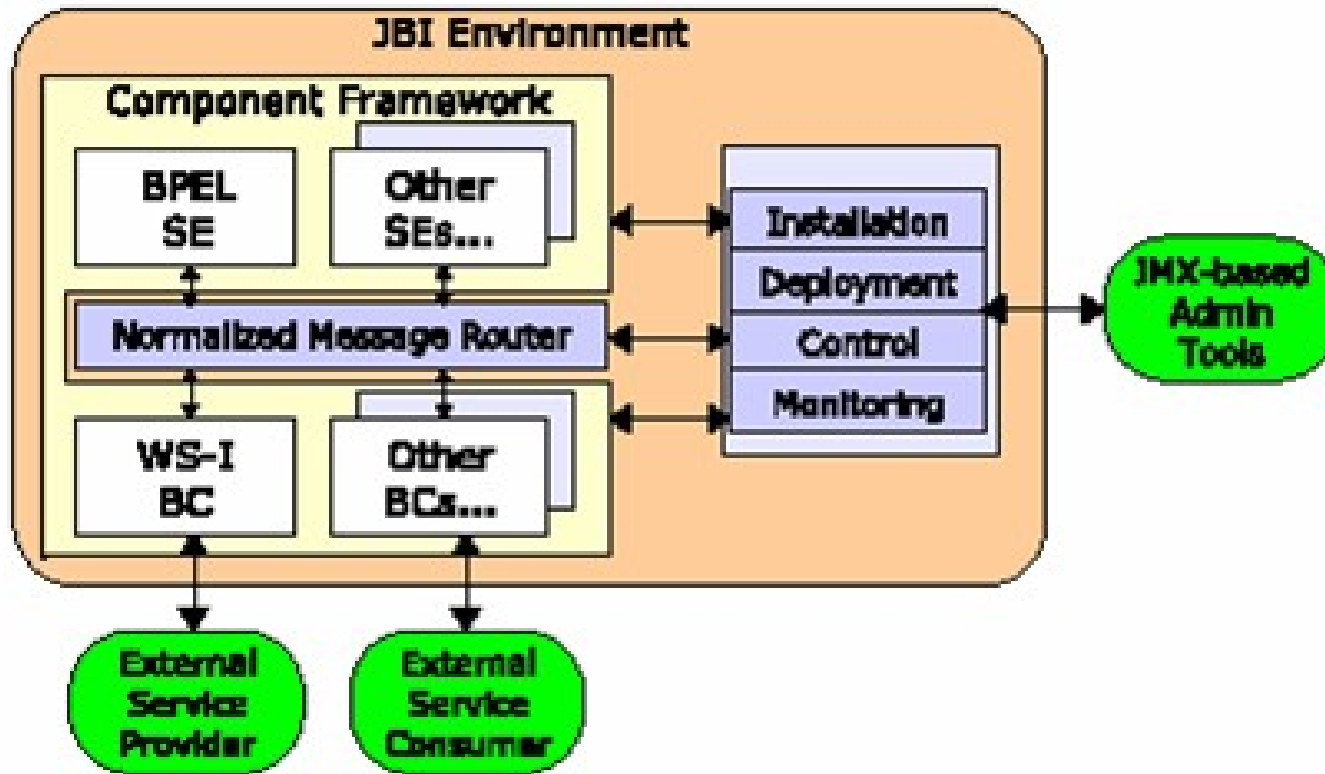 JBI Environment
Component Framework
BPEL
SE
Other
SEs...
Normalized Message Router
WS-I
BC
Other
BCs...
Installation
Deployment
Control
Monitoring
JMX-based
Admin
Tools
External
Service
Provider
External
Service
Consumer